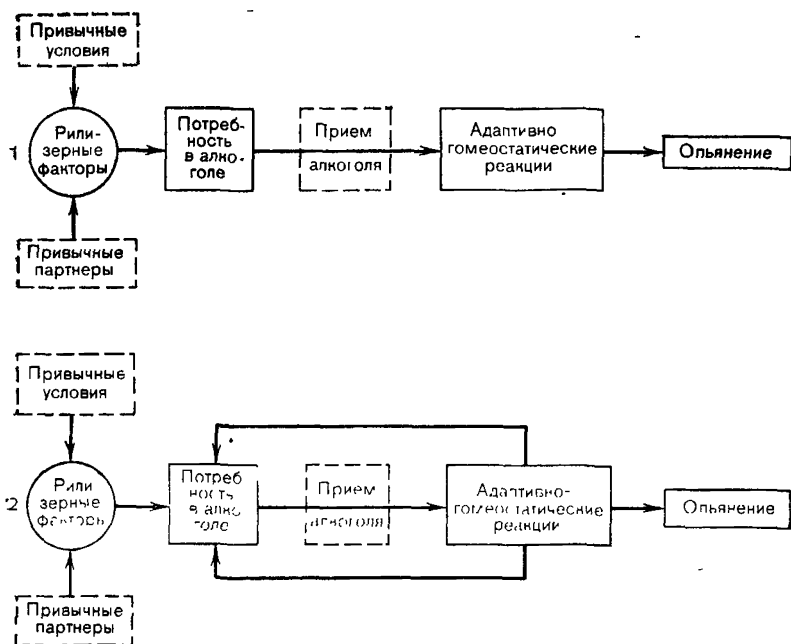 Привычные
условия
1
Рили-
зерные
факторы
Потреб-
ность
в алко-
голе
Прием
алкоголя
Адаптивно
гомеостатические
реакции
Опьянение
Привычные
партнеры
Привычные
условия
2
Рили
зерные
факторы
Потреб
ность
в алко
голе
Прием
алкоголя
Адаптивно-
гомеостатические
реакции
Опьянение
Привычные
партнеры